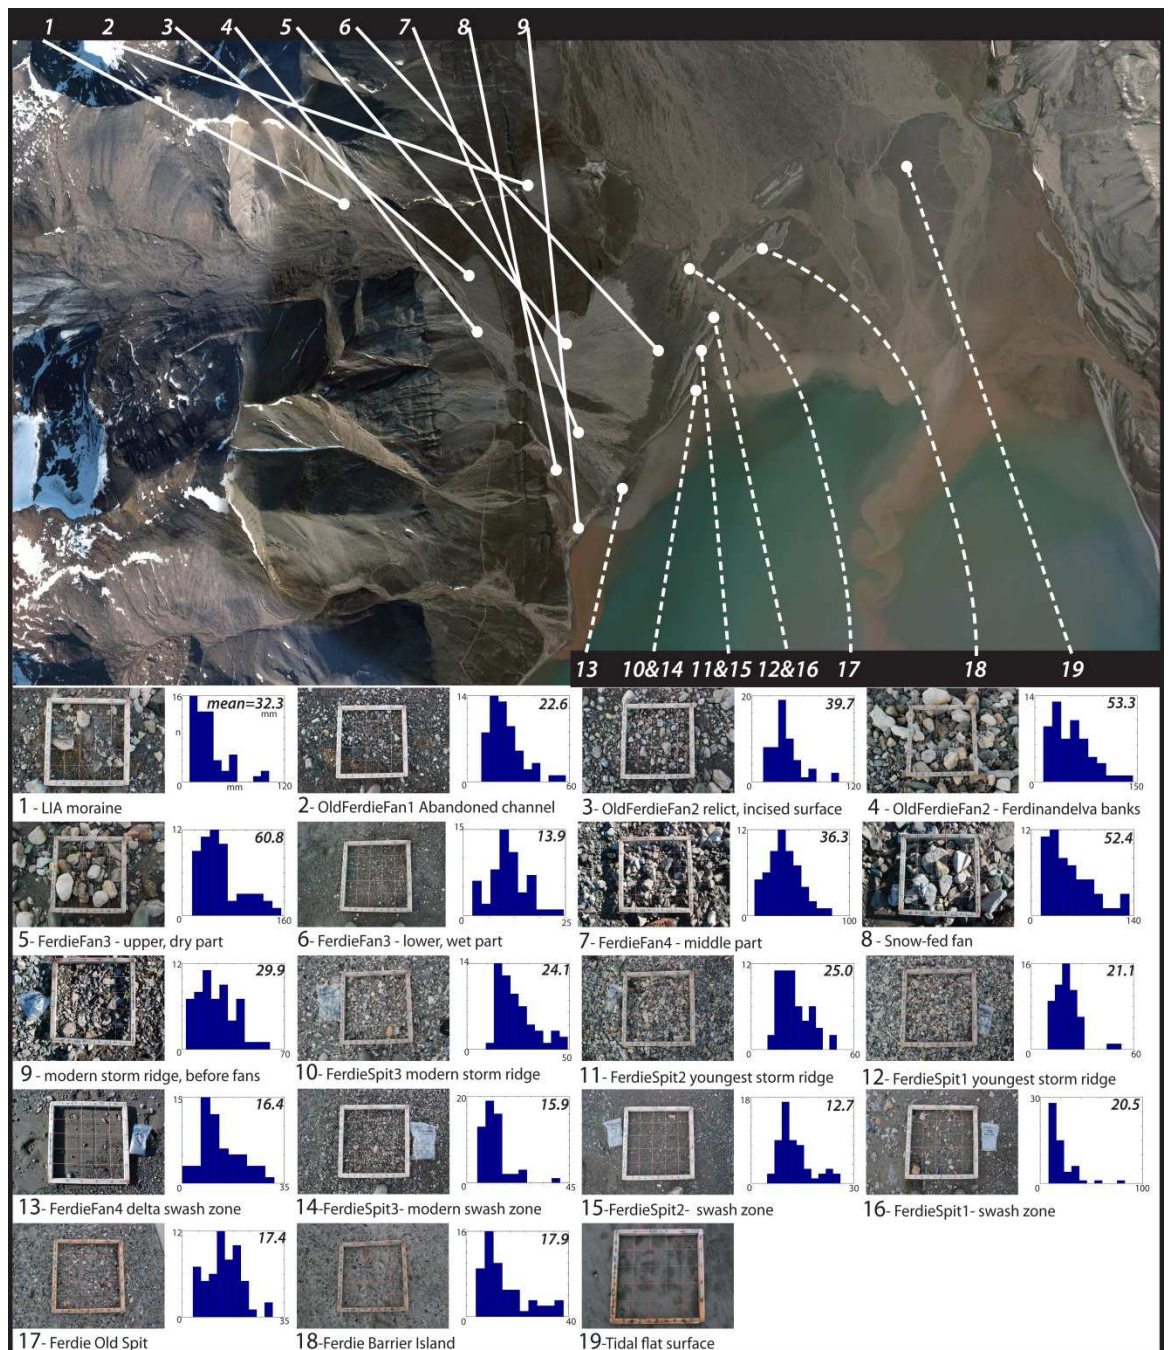 1 2 3 4 5 6 7 8 9
13 10&14 11&15 12&16 17 18 19
16 mean=32.3 mm n 0 mm 120
14 22.6 0 60
20 39.7 0 120
14 53.3 0 150
1 - LIA moraine
2 - OldFerdieFan1 Abandoned channel
3 - OldFerdieFan2 relict, incised surface
4 - OldFerdieFan2 - Ferdinandelva banks
12 60.8 0 160
15 13.9 0 25
12 36.3 0 100
12 52.4 0 140
5- FerdieFan3 - upper, dry part
6 - FerdieFan3 - lower, wet part
7 - FerdieFan4 - middle part
8 - Snow-fed fan
12 29.9 0 70
14 24.1 0 50
12 25.0 0 60
16 21.1 0 60
9 - modern storm ridge, before fans
10- FerdieSpit3 modern storm ridge
11 - FerdieSpit2 youngest storm ridge
12 - FerdieSpit1 youngest storm ridge
15 16.4 0 35
20 15.9 0 45
18 12.7 0 30
30 20.5 0 100
13- FerdieFan4 delta swash zone
14 - FerdieSpit3- modern swash zone
15 -FerdieSpit2- swash zone
16 - FerdieSpit1- swash zone
12 17.4 0 35
16 17.9 0 40
17- Ferdie Old Spit
18-Ferdie Barrier Island
19-Tidal flat surface